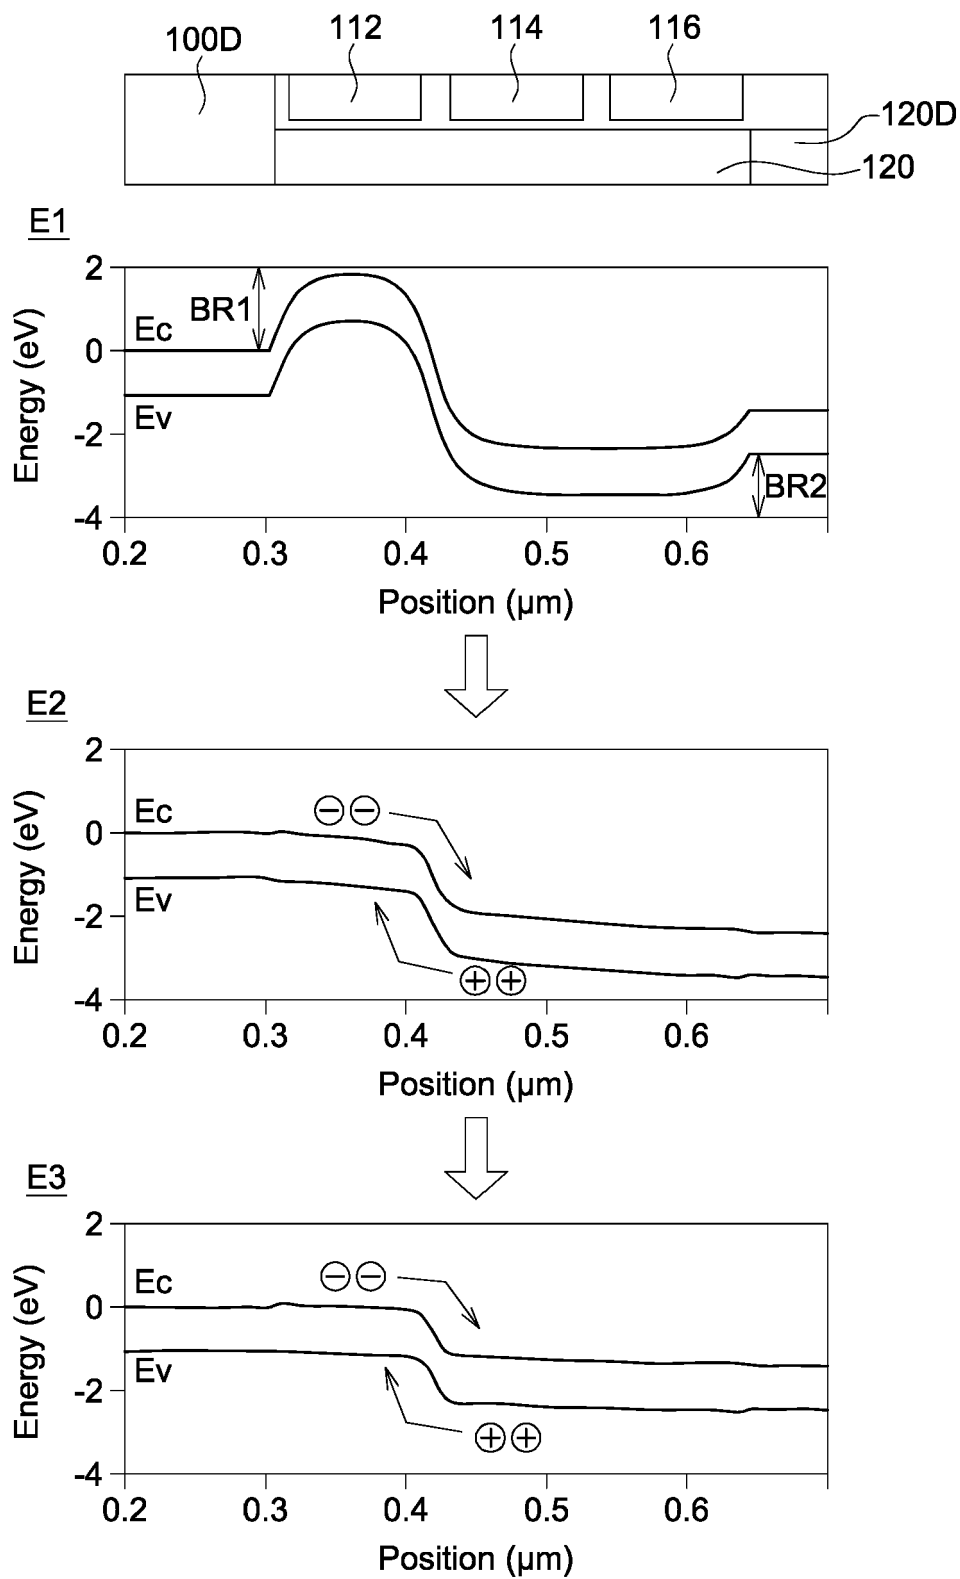 100D 112 114 116
120D
120
E1
Energy (eV)
2
0
-2
-4
Ec
Ev
BR1
BR2
0.2 0.3 0.4 0.5 0.6
Position (µm)
E2
Energy (eV)
2
0
-2
-4
Ec
Ev
− −
+ +
0.2 0.3 0.4 0.5 0.6
Position (µm)
E3
Energy (eV)
2
0
-2
-4
Ec
Ev
− −
+ +
0.2 0.3 0.4 0.5 0.6
Position (µm)